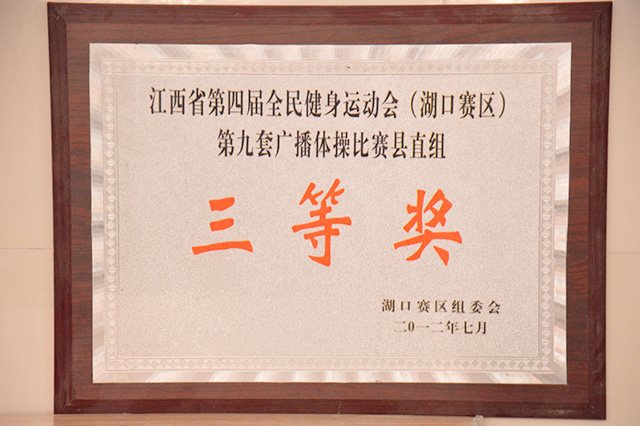 江西省第四届全民健身运动会（湖口赛区）
第九套广播体操比赛县直组
三等奖
湖口赛区组委会
二0一二年七月